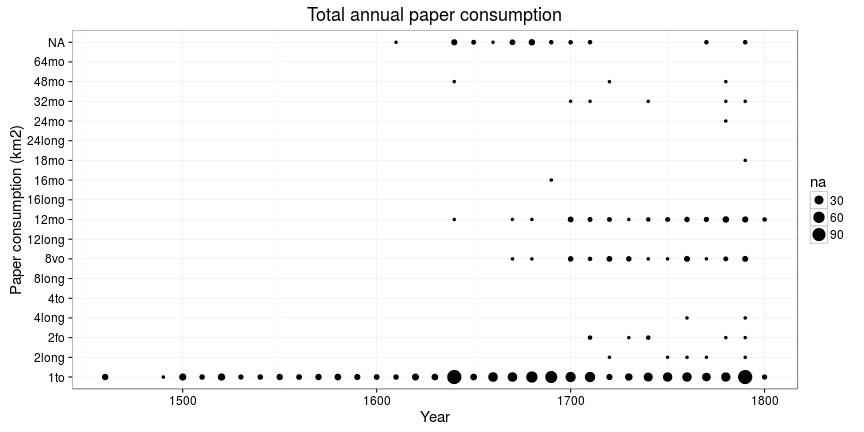 Total annual paper consumption
NA
64mo
48mo
32mo
24mo
24long
18mo
16mo
16long
12mo
12long
8vo
8long
4to
4long
2fo
2long
1to
Paper consumption (km2)
1500 1600 1700 1800
Year
na
30
60
90